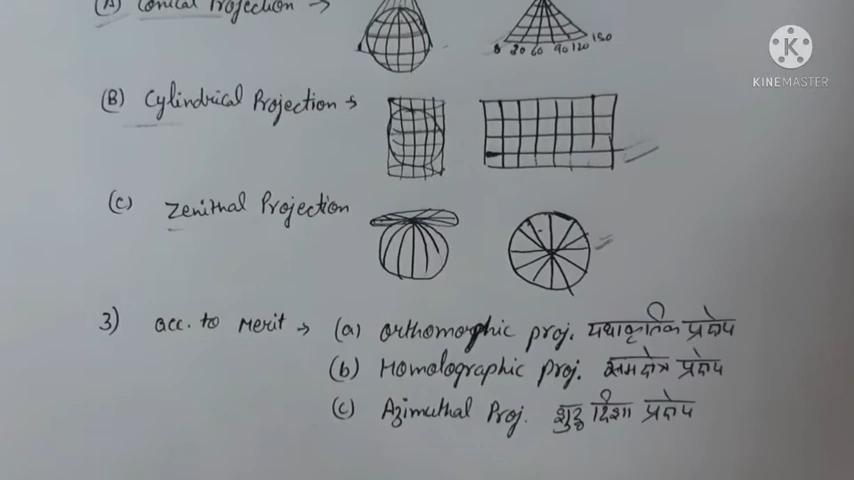 (A) Conical Projection →
0 30 60 90 120 150
K
KINEMASTER
(B) Cylindrical Projection →
(C) Zenithal Projection
3) acc. to merit → (a) Orthomorphic proj. यथाकृतिक प्रक्षेप
(b) Homolographic proj. समक्षेत्र प्रक्षेप
(C) Azimuthal Proj. शुद्ध दिशा प्रक्षेप